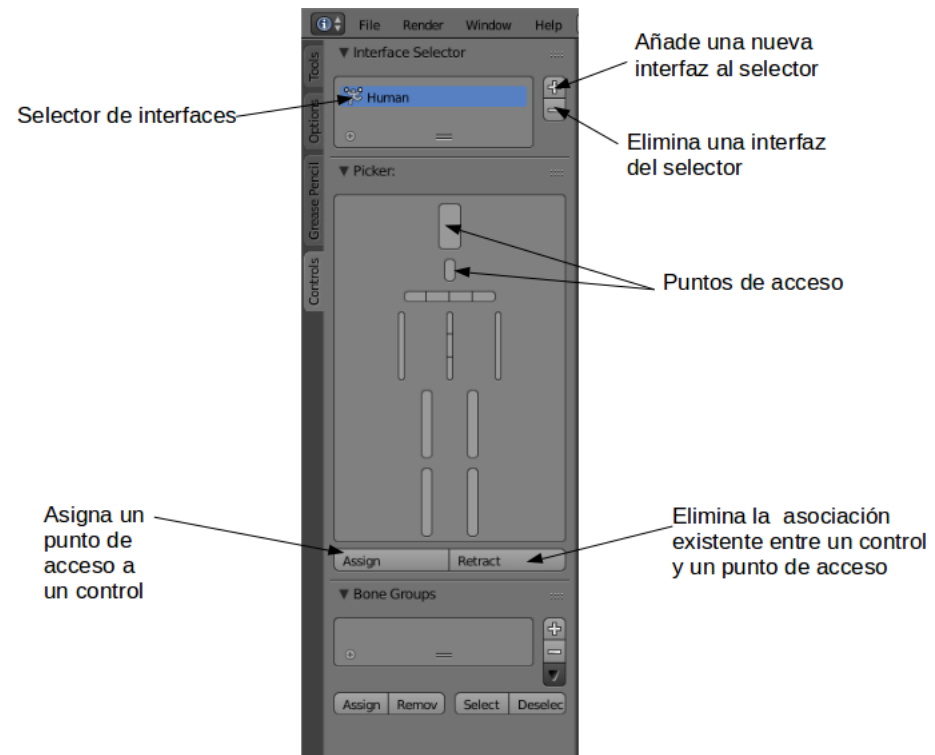 File Render Window Help
Tools
Options
Grease Pencil
Controls
▼ Interface Selector
Human
Selector de interfaces
Añade una nueva
interfaz al selector
Elimina una interfaz
del selector
▼ Picker:
Puntos de acceso
Asigna un
punto de
acceso a
un control
Elimina la asociación
existente entre un control
y un punto de acceso
Assign Retract
▼ Bone Groups
Assign Remov Select Deselec